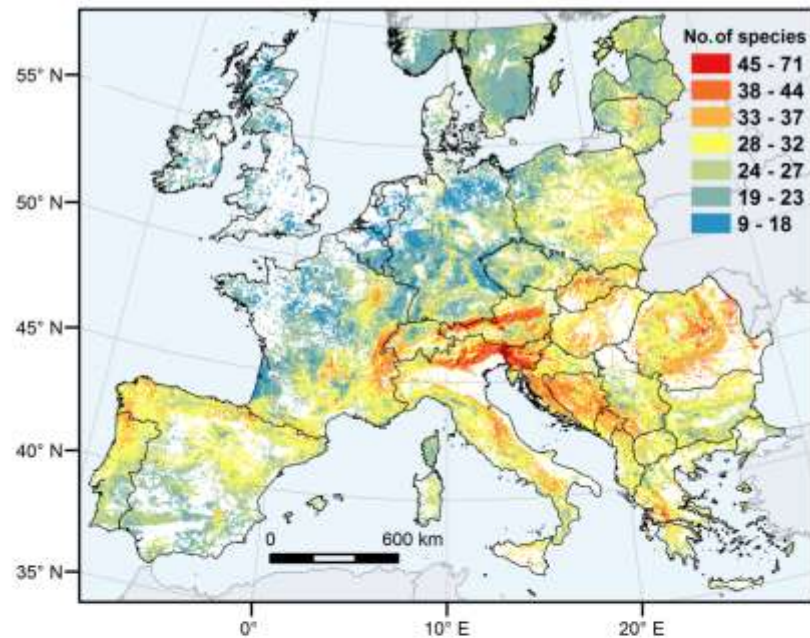 No. of species
45 - 71
38 - 44
33 - 37
28 - 32
24 - 27
19 - 23
9 - 18
55° N
50° N
45° N
40° N
35° N
0 600 km
0° 10° E 20° E